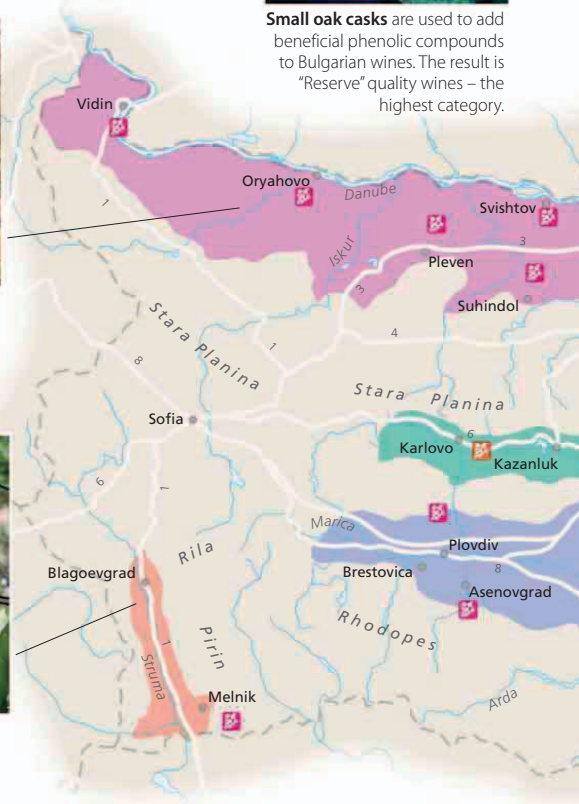 Small oak casks are used to add
beneficial phenolic compounds
to Bulgarian wines. The result is
“Reserve” quality wines – the
highest category.
Vidin
Oryahovo
Danube
Svishtov
1
Iskur
3
Pleven
3
Suhindol
Stara Planina
1
4
8
Stara Planina
Sofia
6
Karlovo
Kazanluk
6
1
Marica
Plovdiv
Rila
8
Blagoevgrad
Brestovica
Asenovgrad
Rhodopes
Pirin
1
Struma
Melnik
Arda